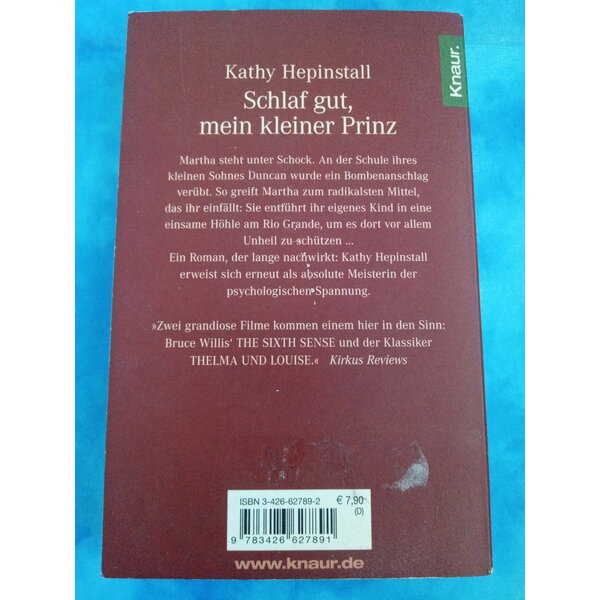 Knaur.
Kathy Hepinstall
Schlaf gut,
mein kleiner Prinz
Martha steht unter Schock. An der Schule ihres
kleinen Sohnes Duncan wurde ein Bombenanschlag
verübt. So greift Martha zum radikalsten Mittel,
das ihr einfällt: Sie entführt ihr eigenes Kind in eine
einsame Höhle am Rio Grande, um es dort vor allem
Unheil zu schützen ...
Ein Roman, der lange nachwirkt: Kathy Hepinstall
erweist sich erneut als absolute Meisterin der
psychologischen Spannung.
»Zwei grandiose Filme kommen einem hier in den Sinn:
Bruce Willis‘ THE SIXTH SENSE und der Klassiker
THELMA UND LOUISE.« Kirkus Reviews
ISBN 3-426-62789-2 € 7,90
(D)
9 783426 627891
www.knaur.de